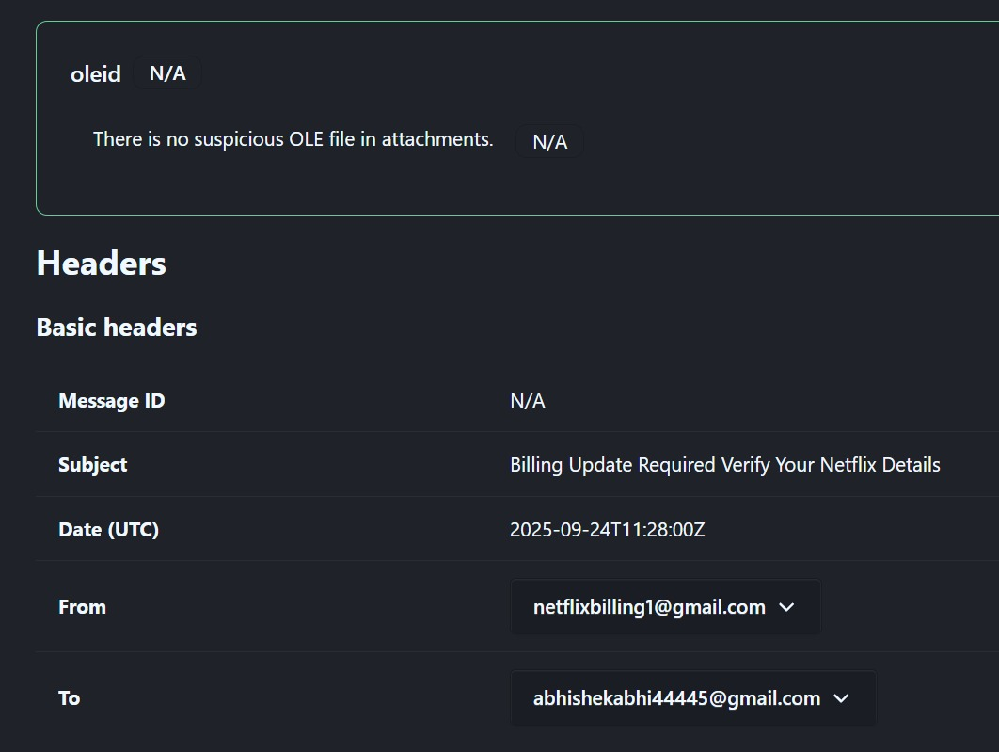 oleid N/A
There is no suspicious OLE file in attachments. N/A
Headers
Basic headers
Message ID N/A
Subject Billing Update Required Verify Your Netflix Details
Date (UTC) 2025-09-24T11:28:00Z
From netflixbilling1@gmail.com
To abhishekabhi44445@gmail.com